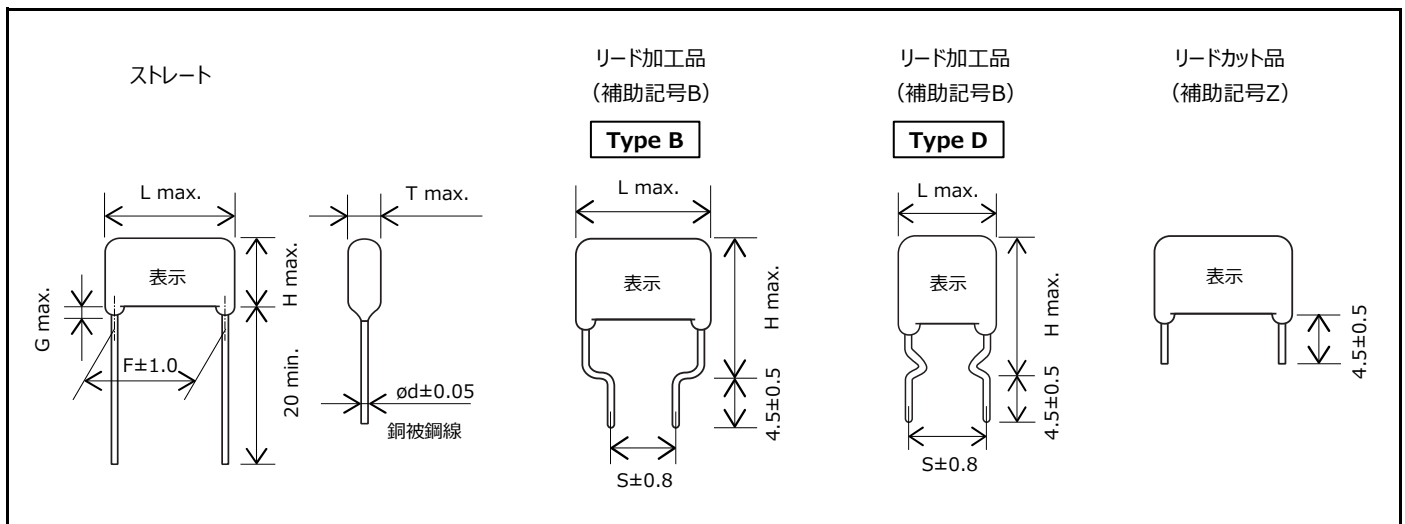 ストレート
L max.
T max.
表示
H max.
G max.
F±1.0
20 min.
ød±0.05
銅被鋼線
リード加工品
（補助記号B）
Type B
L max.
表示
H max.
4.5±0.5
S±0.8
リード加工品
（補助記号B）
Type D
L max.
表示
H max.
4.5±0.5
S±0.8
リードカット品
（補助記号Z）
表示
4.5±0.5